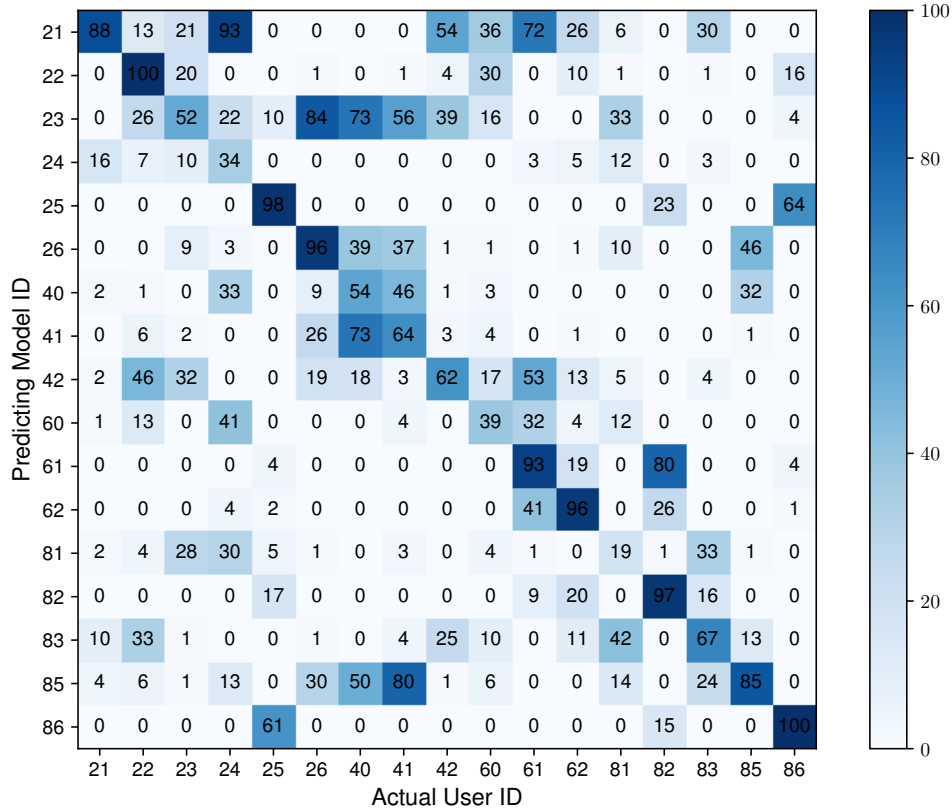 21 88 13 21 93 0 0 0 0 54 36 72 26 6 0 30 0 0
22 0 100 20 0 0 1 0 1 4 30 0 10 1 0 1 0 16
23 0 26 52 22 10 84 73 56 39 16 0 0 33 0 0 0 4
24 16 7 10 34 0 0 0 0 0 0 3 5 12 0 3 0 0
25 0 0 0 0 98 0 0 0 0 0 0 0 0 23 0 0 64
26 0 0 9 3 0 96 39 37 1 1 0 1 10 0 0 46 0
40 2 1 0 33 0 9 54 46 1 3 0 0 0 0 0 32 0
41 0 6 2 0 0 26 73 64 3 4 0 1 0 0 0 1 0
42 2 46 32 0 0 19 18 3 62 17 53 13 5 0 4 0 0
60 1 13 0 41 0 0 0 4 0 39 32 4 12 0 0 0 0
61 0 0 0 0 4 0 0 0 0 0 93 19 0 80 0 0 4
62 0 0 0 4 2 0 0 0 0 0 41 96 0 26 0 0 1
81 2 4 28 30 5 1 0 3 0 4 1 0 19 1 33 1 0
82 0 0 0 0 17 0 0 0 0 0 9 20 0 97 16 0 0
83 10 33 1 0 0 1 0 4 25 10 0 11 42 0 67 13 0
85 4 6 1 13 0 30 50 80 1 6 0 0 14 0 24 85 0
86 0 0 0 0 61 0 0 0 0 0 0 0 0 15 0 0 100
21 22 23 24 25 26 40 41 42 60 61 62 81 82 83 85 86
Actual User ID
Predicting Model ID
100
80
60
40
20
0